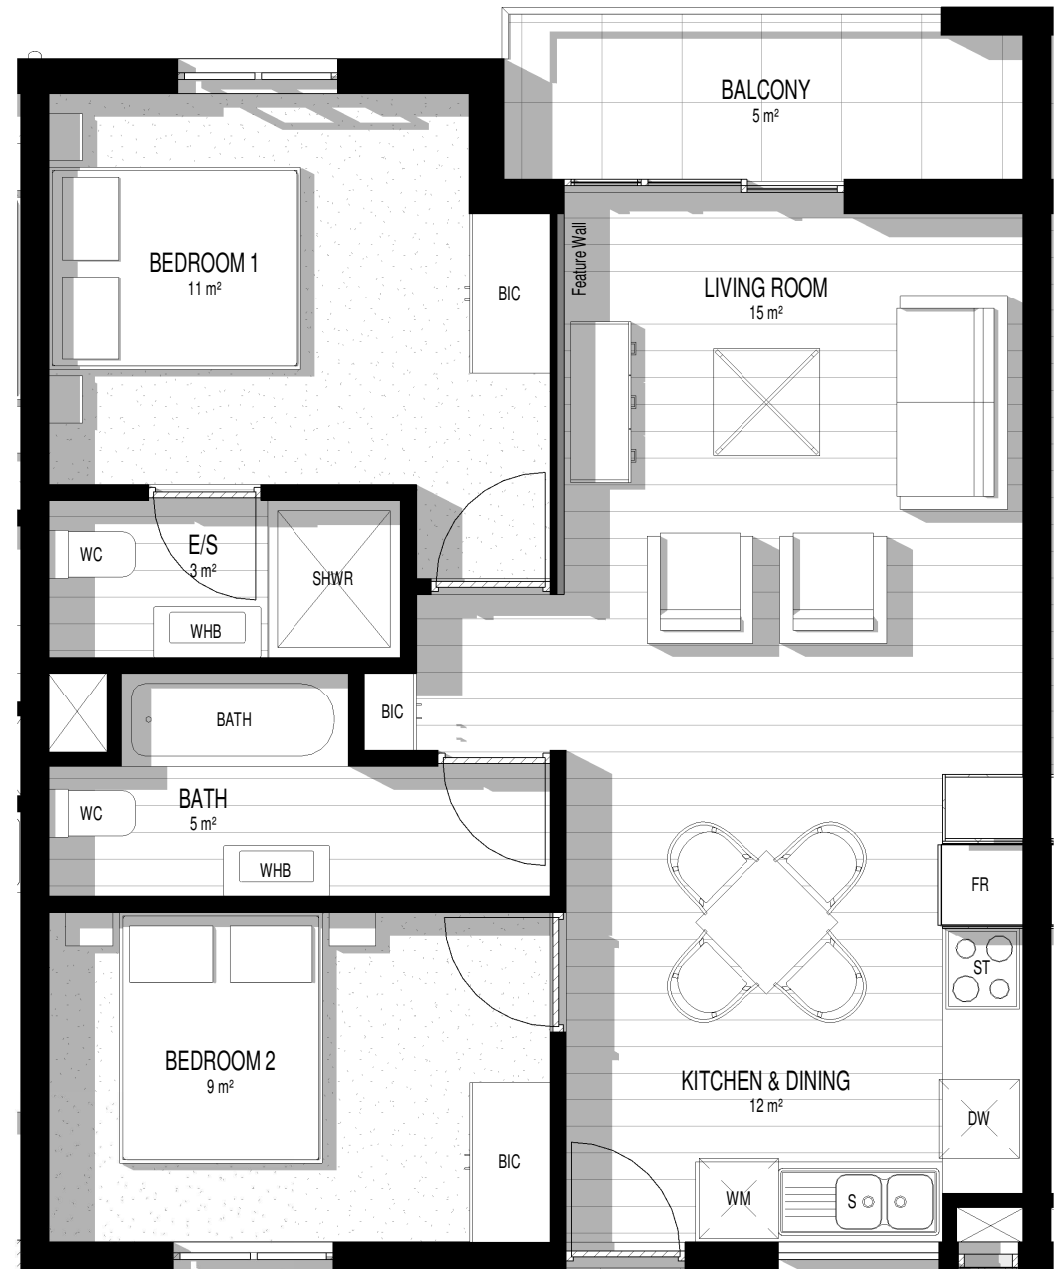 BALCONY
5 m²
BEDROOM 1
11 m²
BIC
Feature Wall
LIVING ROOM
15 m²
E/S
3 m²
WC
SHWR
WHB
BIC
BATH
BATH
5 m²
WC
WHB
FR
ST
BEDROOM 2
9 m²
BIC
KITCHEN & DINING
12 m²
DW
WM
S